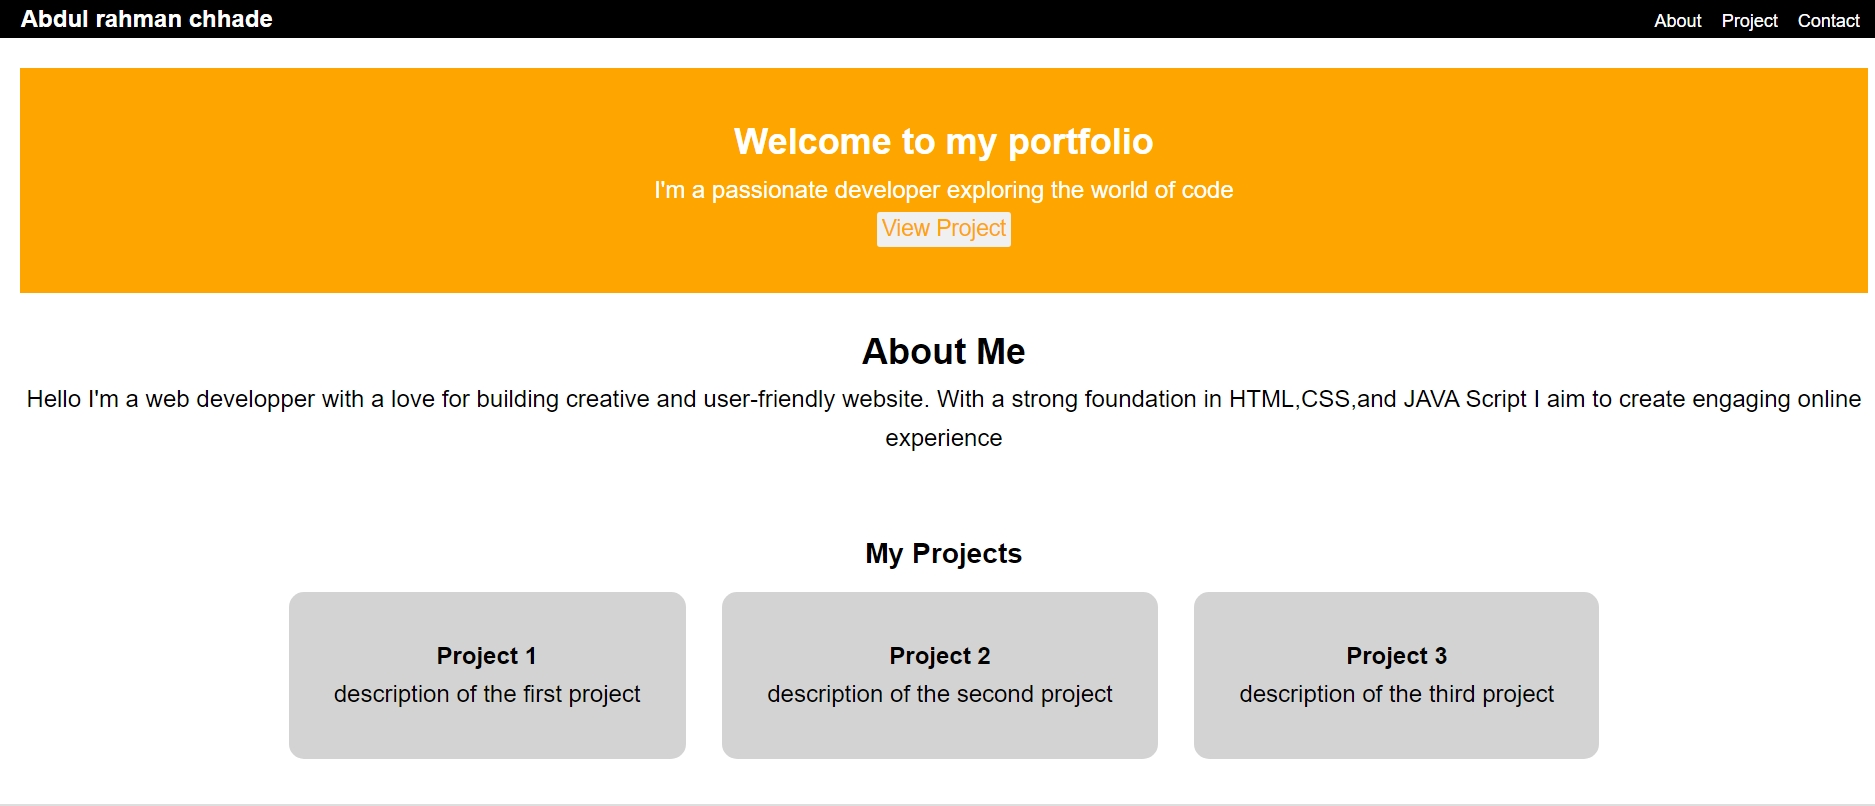 Abdul rahman chhade
About Project Contact
Welcome to my portfolio
I'm a passionate developer exploring the world of code
View Project
About Me
Hello I'm a web developper with a love for building creative and user-friendly website. With a strong foundation in HTML,CSS,and JAVA Script I aim to create engaging online
experience
My Projects
Project 1
description of the first project
Project 2
description of the second project
Project 3
description of the third project